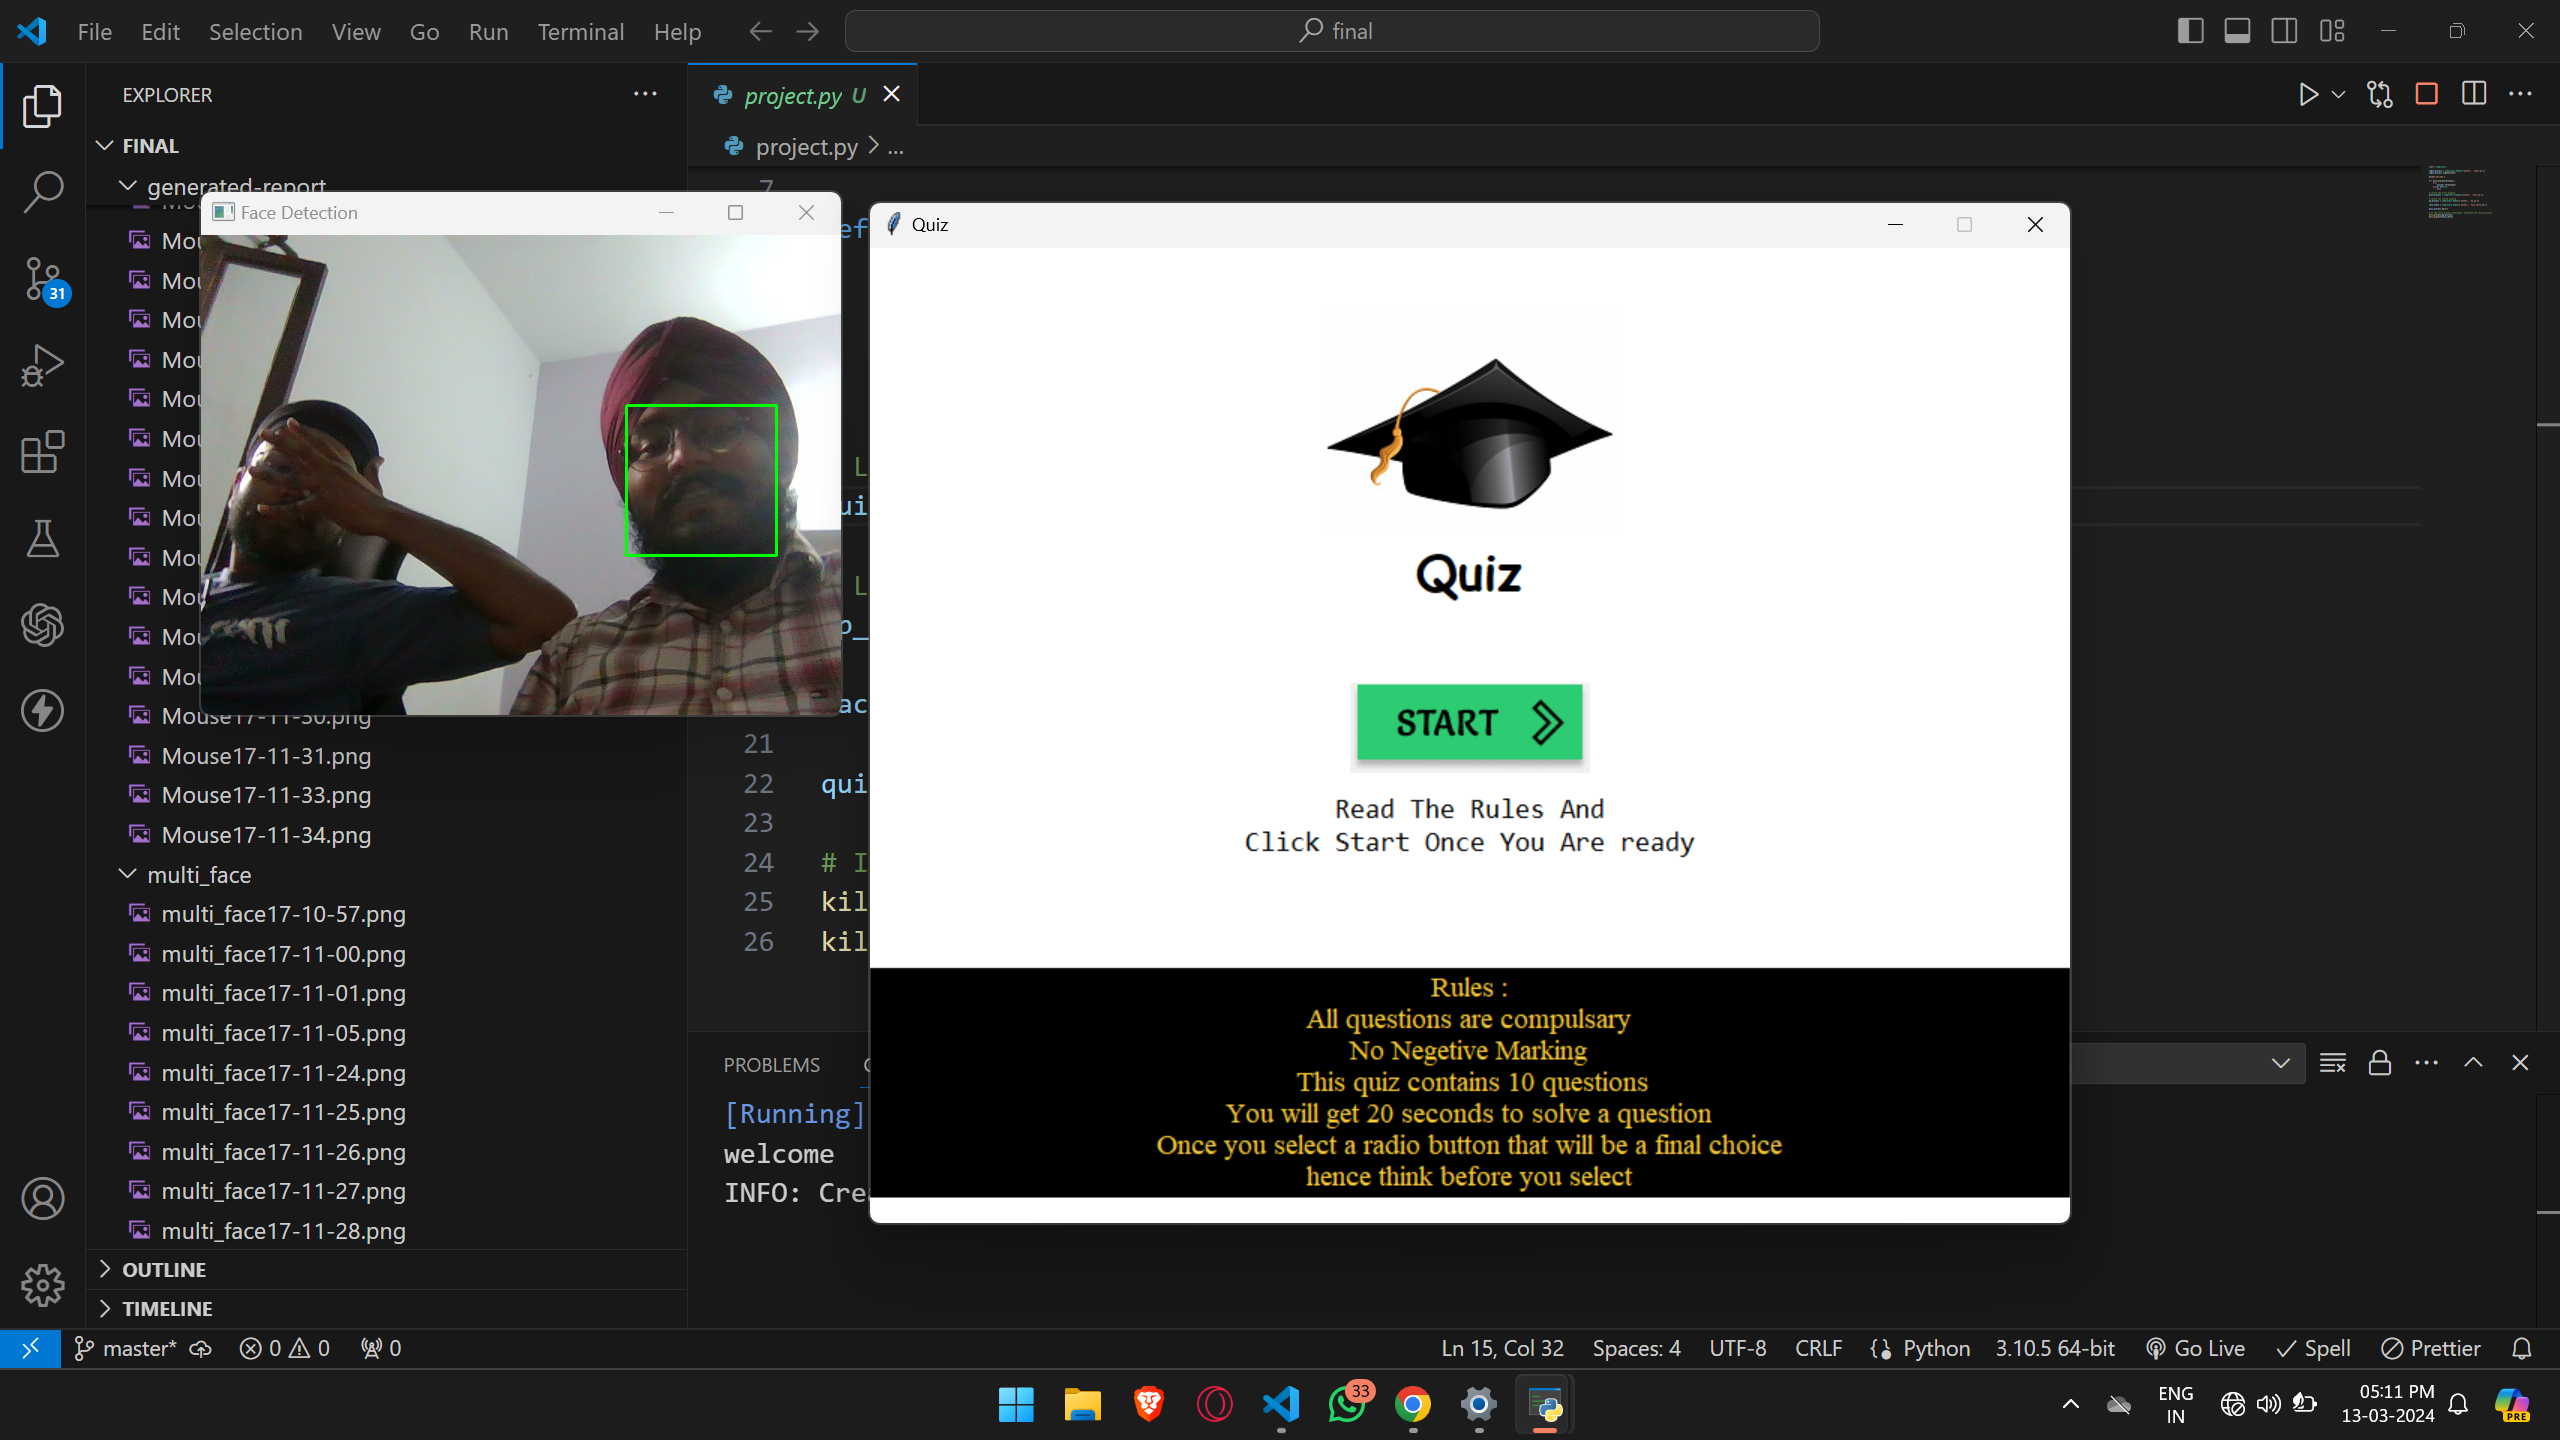 File Edit Selection View Go Run Terminal Help
final
EXPLORER
FINAL
generated-report
Mou
Mou
Mou
Mou
Mou
Mou
Mou
Mou
Mou
Mou
Mou
Mou
Mouse17-11-30.png
Mouse17-11-31.png
Mouse17-11-33.png
Mouse17-11-34.png
multi_face
multi_face17-10-57.png
multi_face17-11-00.png
multi_face17-11-01.png
multi_face17-11-05.png
multi_face17-11-24.png
multi_face17-11-25.png
multi_face17-11-26.png
multi_face17-11-27.png
multi_face17-11-28.png
OUTLINE
TIMELINE
31
Face Detection
project.py U
project.py > ...
7
ef
L
ui
L
p_
ac
21
22 qui
23
24 # I
25 kil
26 kil
Quiz
Quiz
START
Read The Rules And
Click Start Once You Are ready
Rules :
All questions are compulsary
No Negetive Marking
This quiz contains 10 questions
You will get 20 seconds to solve a question
Once you select a radio button that will be a final choice
hence think before you select
PROBLEMS
[Running]
welcome
INFO: Cre
master* 0 0 0
Ln 15, Col 32 Spaces: 4 UTF-8 CRLF Python 3.10.5 64-bit Go Live Spell Prettier
33
ENG
IN
05:11 PM
13-03-2024
PRE